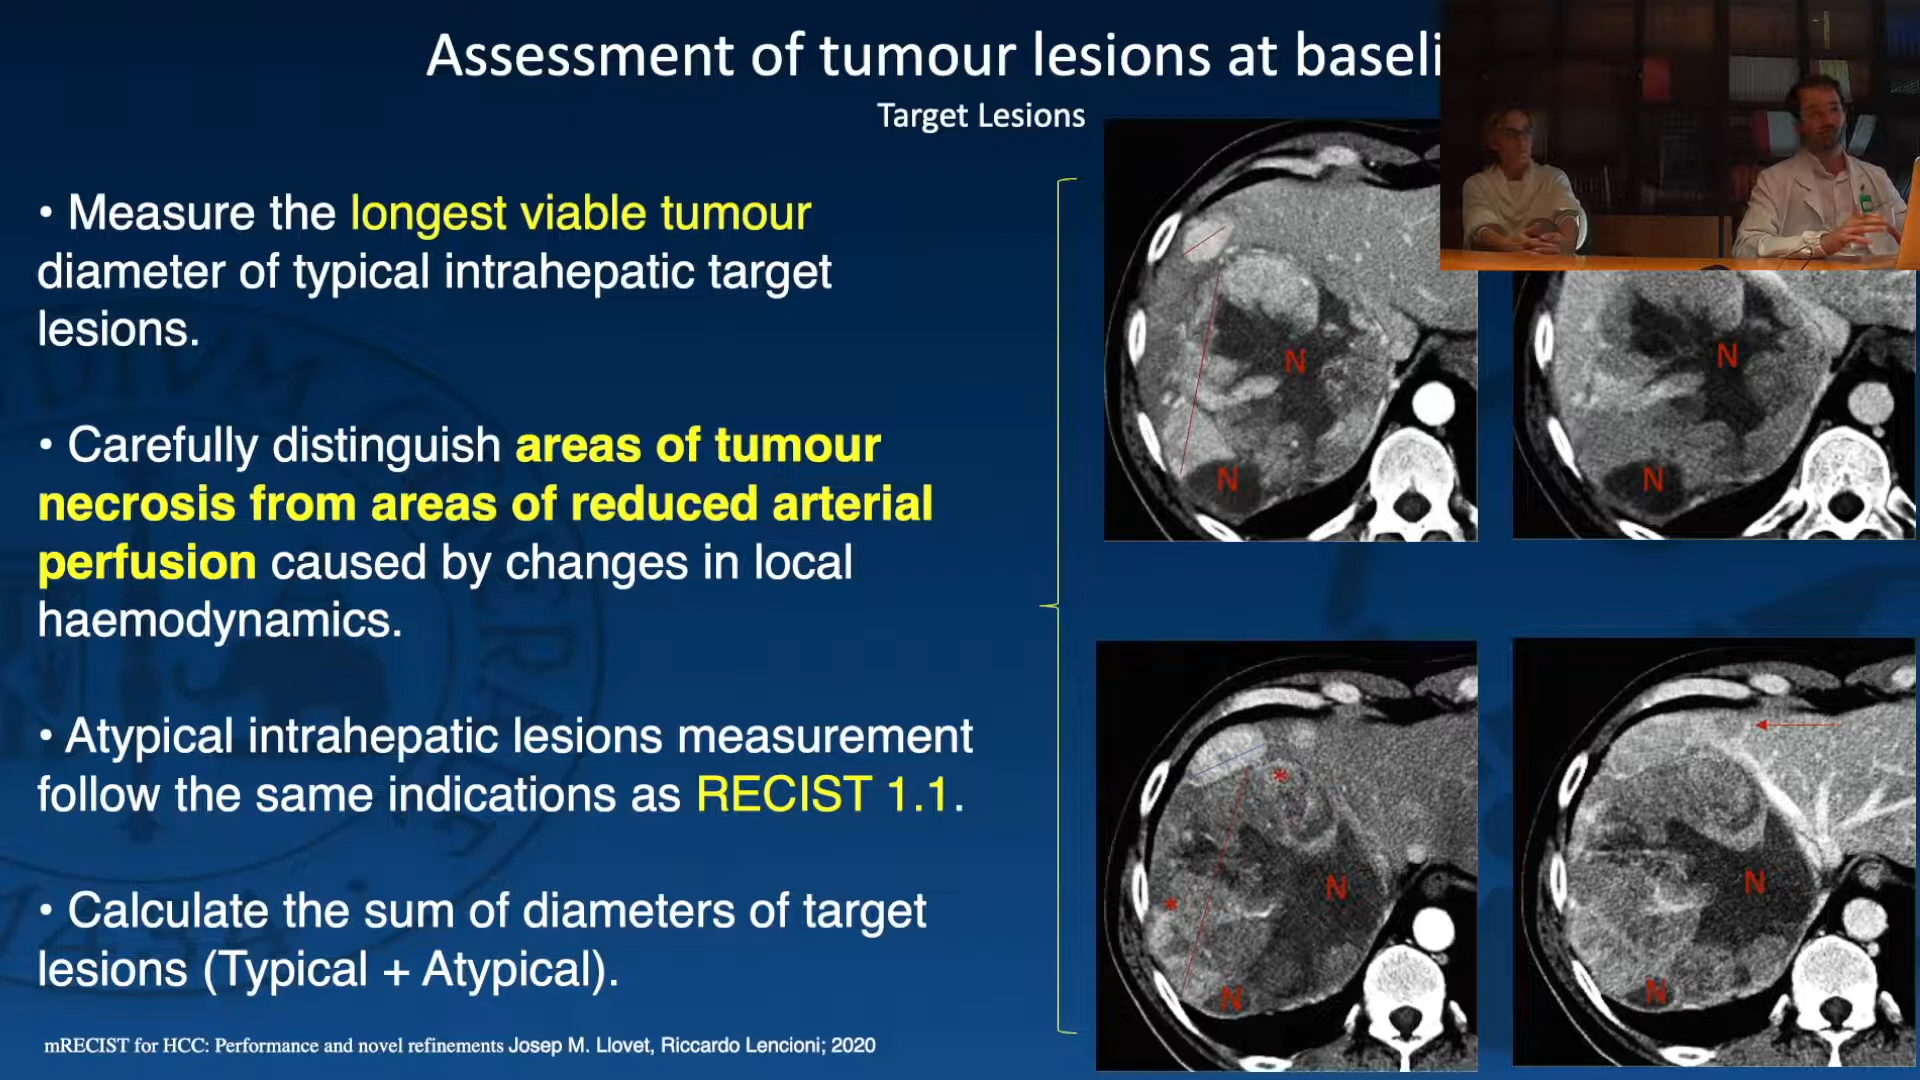 Assessment of tumour lesions at baseli
Target Lesions
• Measure the longest viable tumour
diameter of typical intrahepatic target
lesions.
• Carefully distinguish areas of tumour
necrosis from areas of reduced arterial
perfusion caused by changes in local
haemodynamics.
• Atypical intrahepatic lesions measurement
follow the same indications as RECIST 1.1.
• Calculate the sum of diameters of target
lesions (Typical + Atypical).
mRECIST for HCC: Performance and novel refinements Josep M. Llovet, Riccardo Lencioni; 2020
N
N
N
N
*
*
N
N
N
N